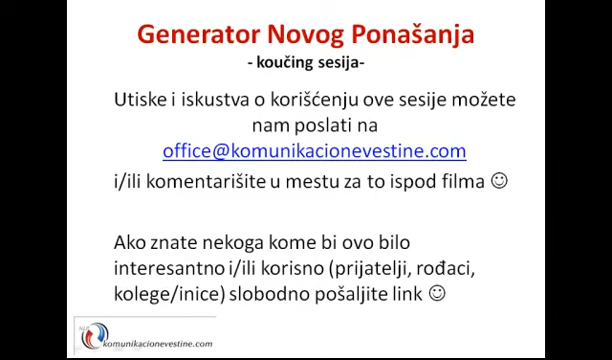 Generator Novog Ponašanja
- koučing sesija-
Utiske i iskustva o korišćenju ove sesije možete
nam poslati na
office@komunikacionevestine.com
i/ili komentarišite u mestu za to ispod filma ☺
Ako znate nekoga kome bi ovo bilo
interesantno i/ili korisno (prijatelji, rođaci,
kolege/inice) slobodno pošaljite link ☺
komunikacionevestine.com